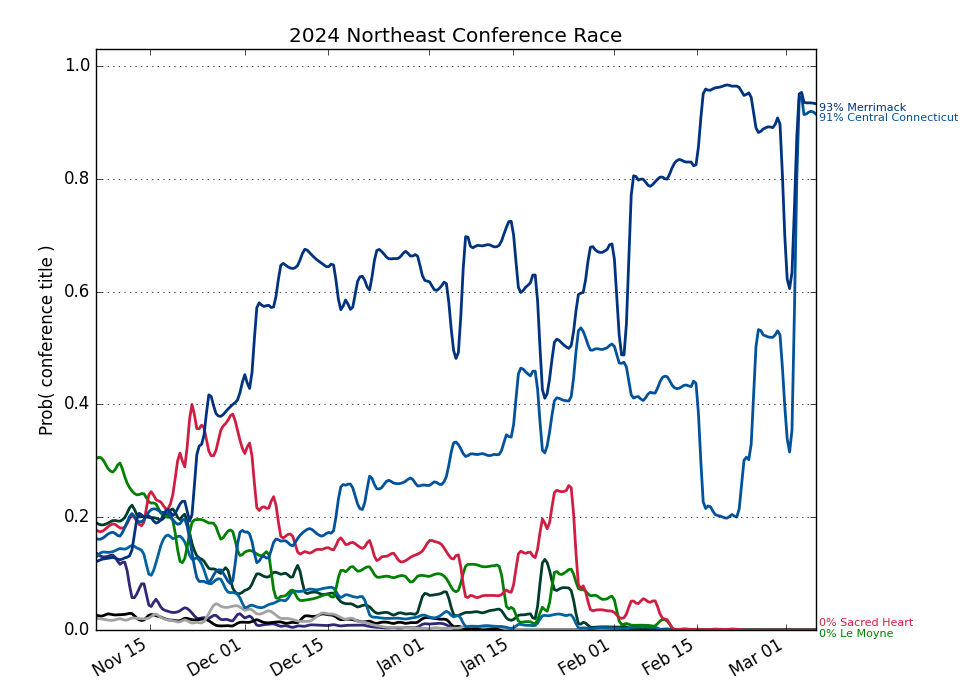 2024 Northeast Conference Race
Prob( conference title )
1.0
0.8
0.6
0.4
0.2
0.0
93% Merrimack
91% Central Connecticut
0% Sacred Heart
0% Le Moyne
Nov 15
Dec 01
Dec 15
Jan 01
Jan 15
Feb 01
Feb 15
Mar 01